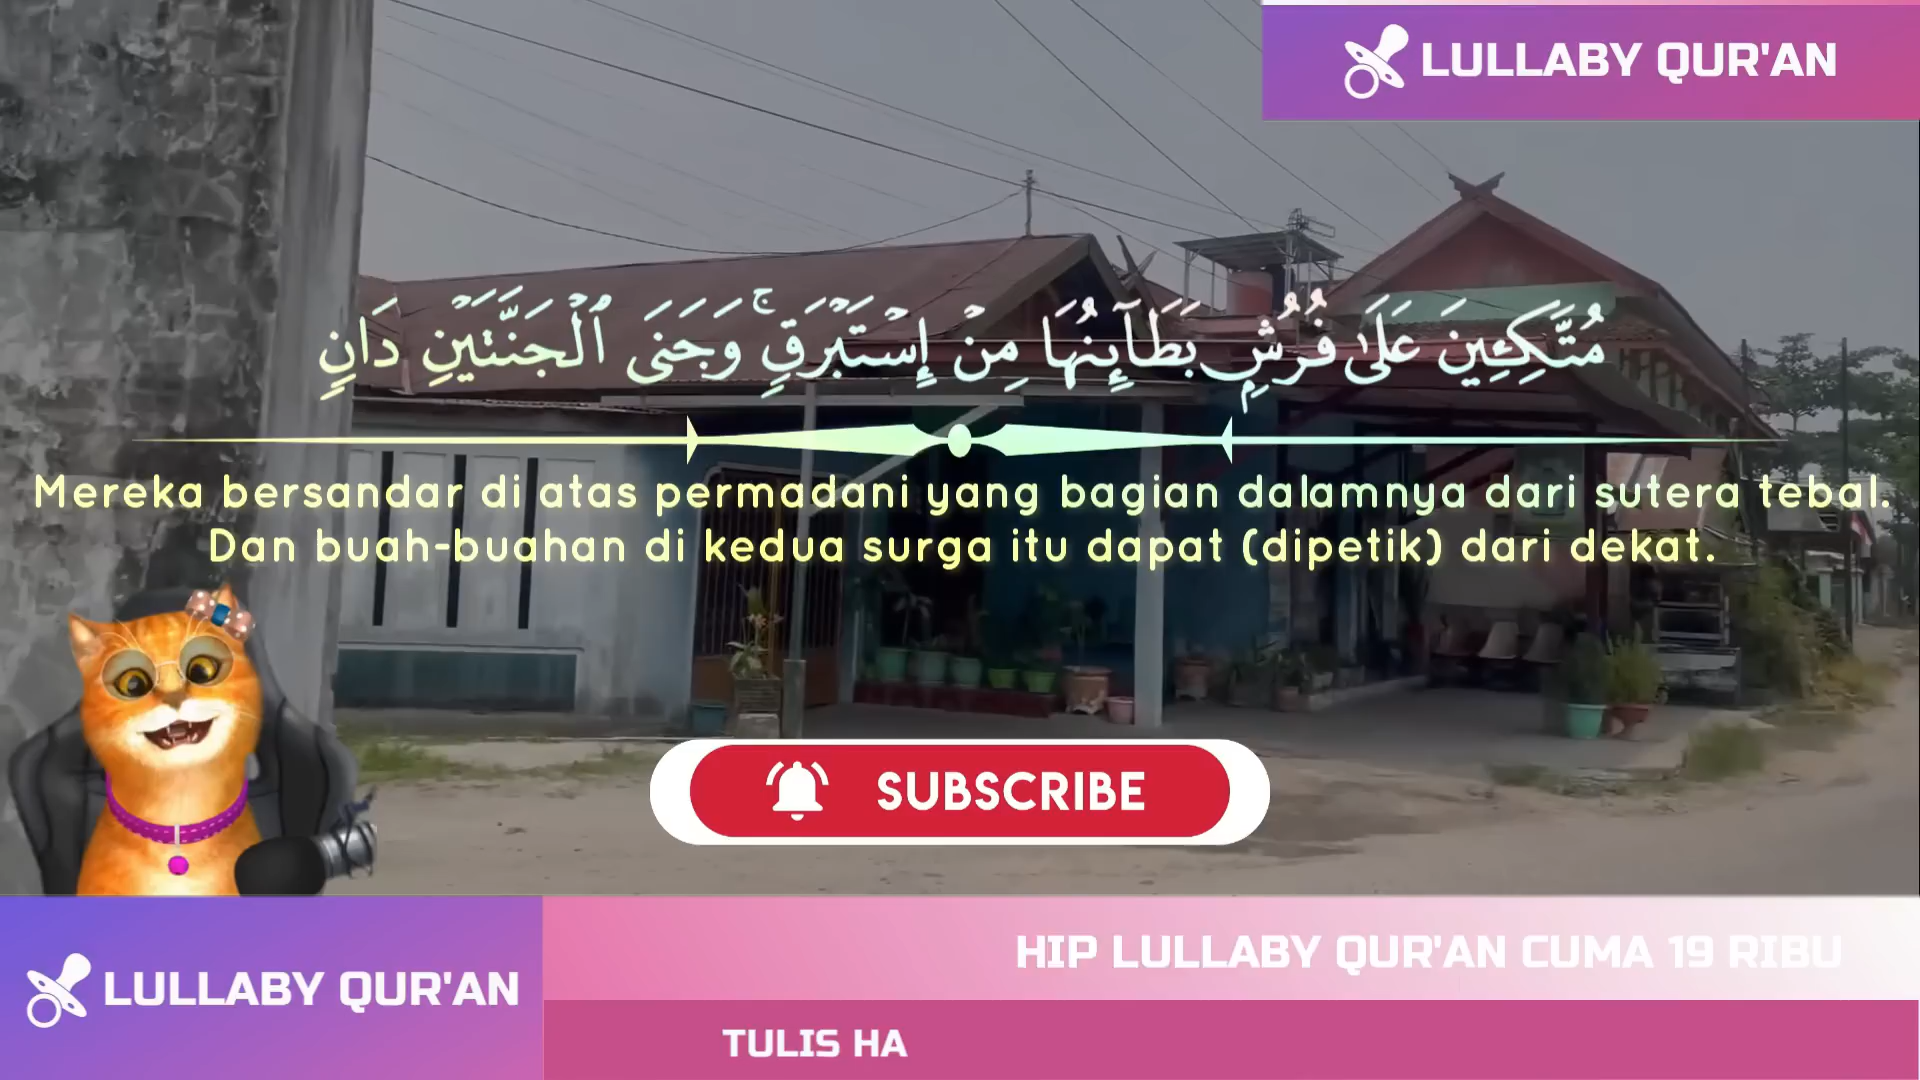 LULLABY QUR'AN
مُتَّكِـِٔينَ عَلَىٰ فُرُشٍۭ بَطَآئِنُهَا مِنْ إِسْتَبْرَقٍ ۚ وَجَنَى ٱلْجَنَّتَيْنِ دَانٍ
Mereka bersandar di atas permadani yang bagian dalamnya dari sutera tebal.
Dan buah-buahan di kedua surga itu dapat (dipetik) dari dekat.
SUBSCRIBE
LULLABY QUR'AN
HIP LULLABY QUR'AN CUMA 19 RIBU
TULIS HA